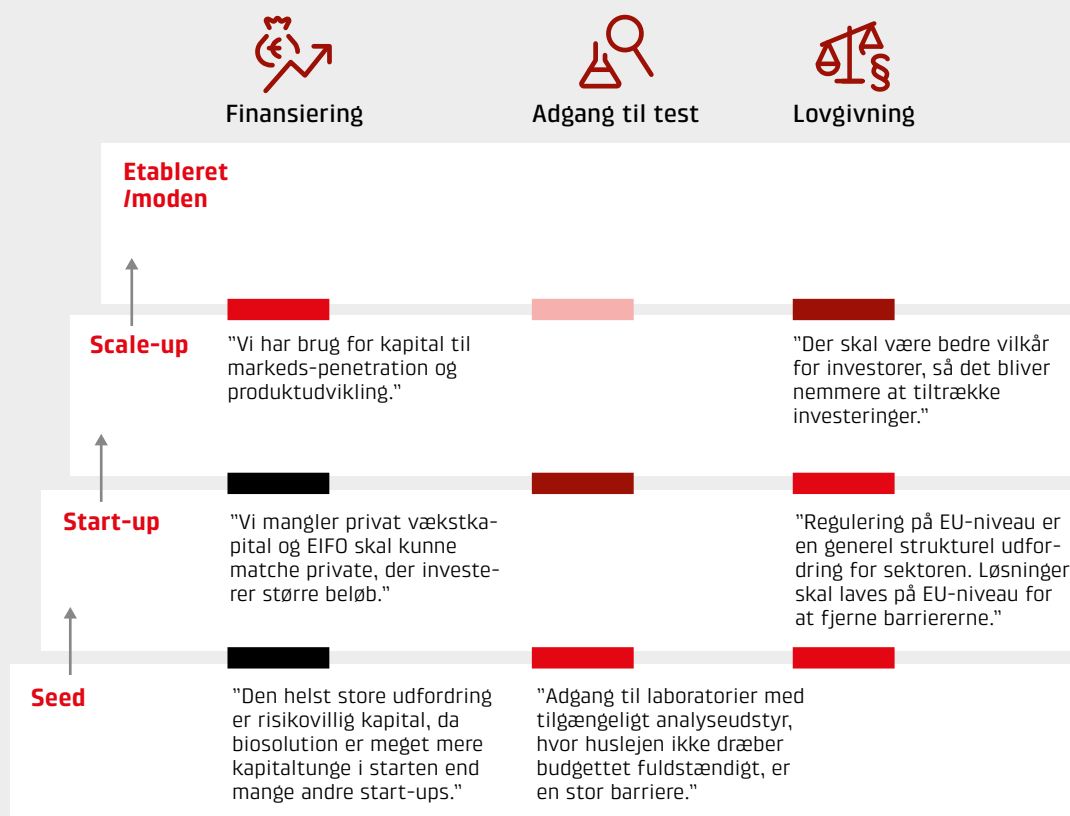 Finansiering
Adgang til test
Lovgivning
Etableret
/moden
Scale-up
"Vi har brug for kapital til
markeds-penetration og
produktudvikling."
"Der skal være bedre vilkår
for investorer, så det bliver
nemmere at tiltrække
investeringer."
Start-up
"Vi mangler privat vækstka-
pital og EIFO skal kunne
matche private, der investe-
rer større beløb."
"Regulering på EU-niveau er
en generel strukturel udfor-
dring for sektoren. Løsninger
skal laves på EU-niveau for
at fjerne barriererne."
Seed
"Den helst store udfordring
er risikovillig kapital, da
biosolution er meget mere
kapitaltunge i starten end
mange andre start-ups."
"Adgang til laboratorier med
tilgængeligt analyseudstyr,
hvor huslejen ikke dræber
budgettet fuldstændigt, er
en stor barriere."